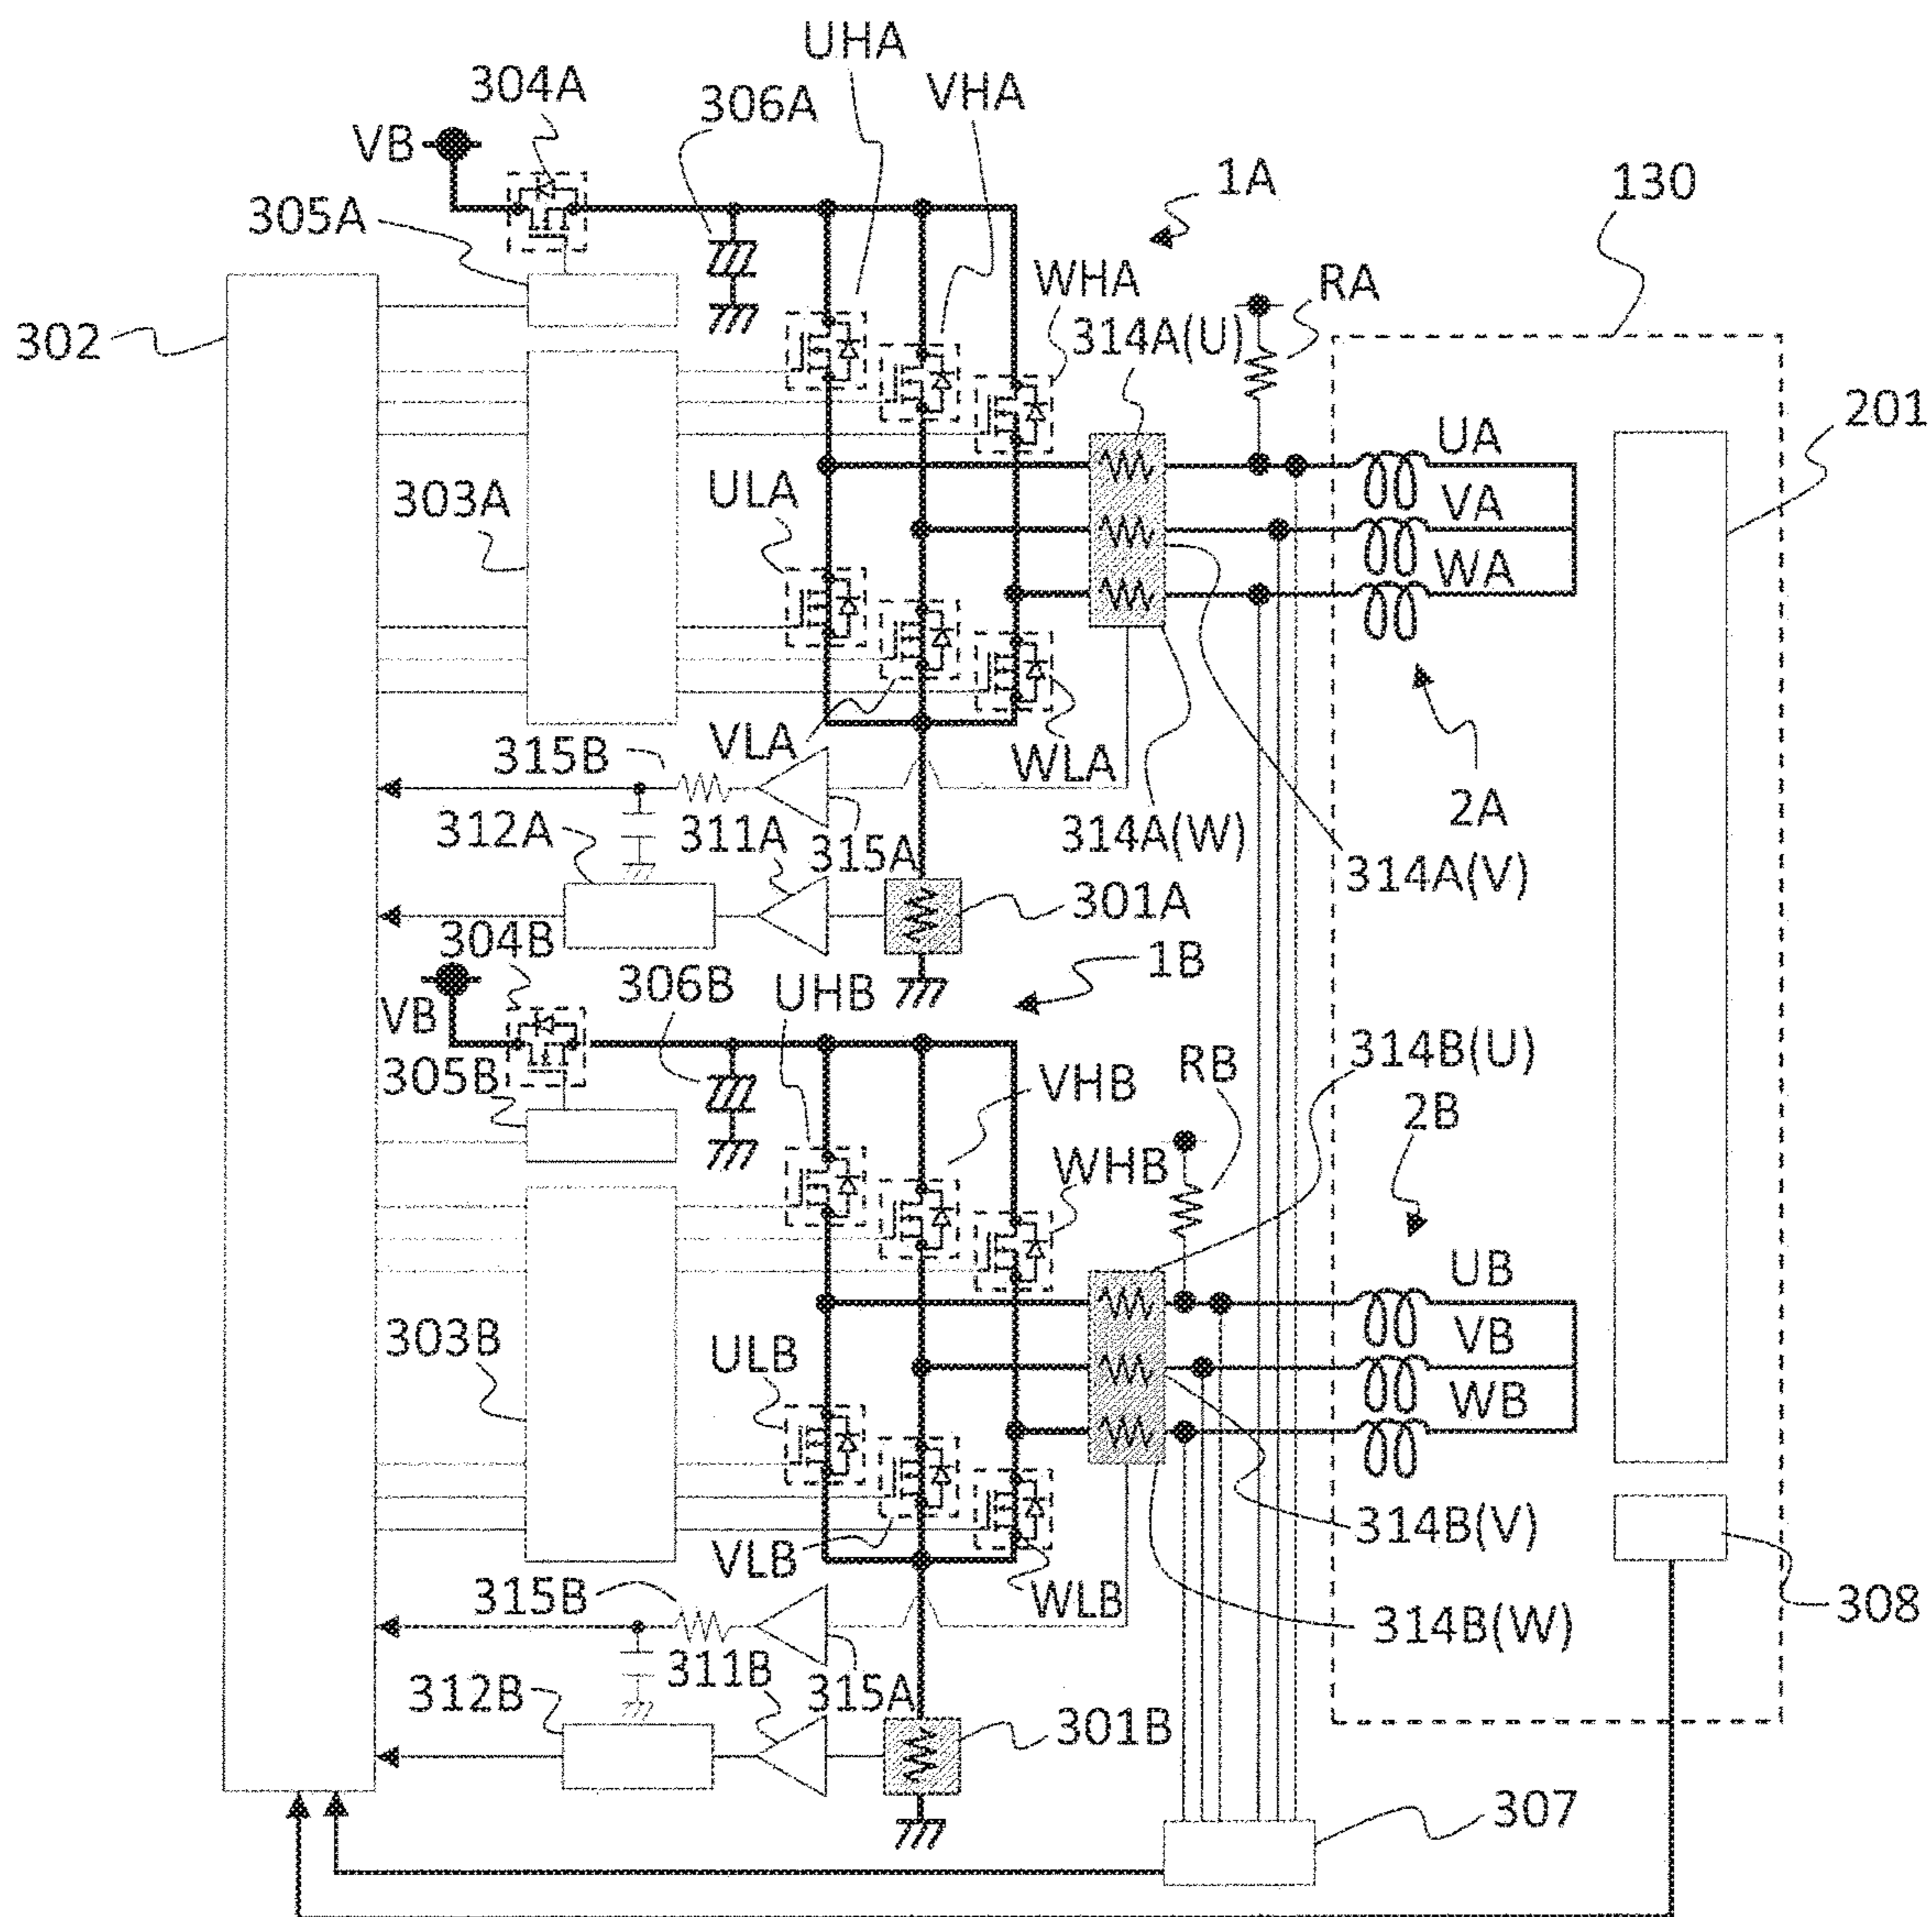 UHA
304A
306A
VHA
VB
1A
130
305A
WHA
RA
302
314A(U)
201
UA
ULA
VA
303A
WA
VLA
315B
WLA
2A
312A
311A
315A
314A(W)
314A(V)
301A
304B
1B
306B
UHB
VB
314B(U)
RB
305B
VHB
2B
WHB
UB
303B
ULB
VB
WB
314B(V)
VLB
315B
WLB
308
314B(W)
311B
312B
315A
301B
307